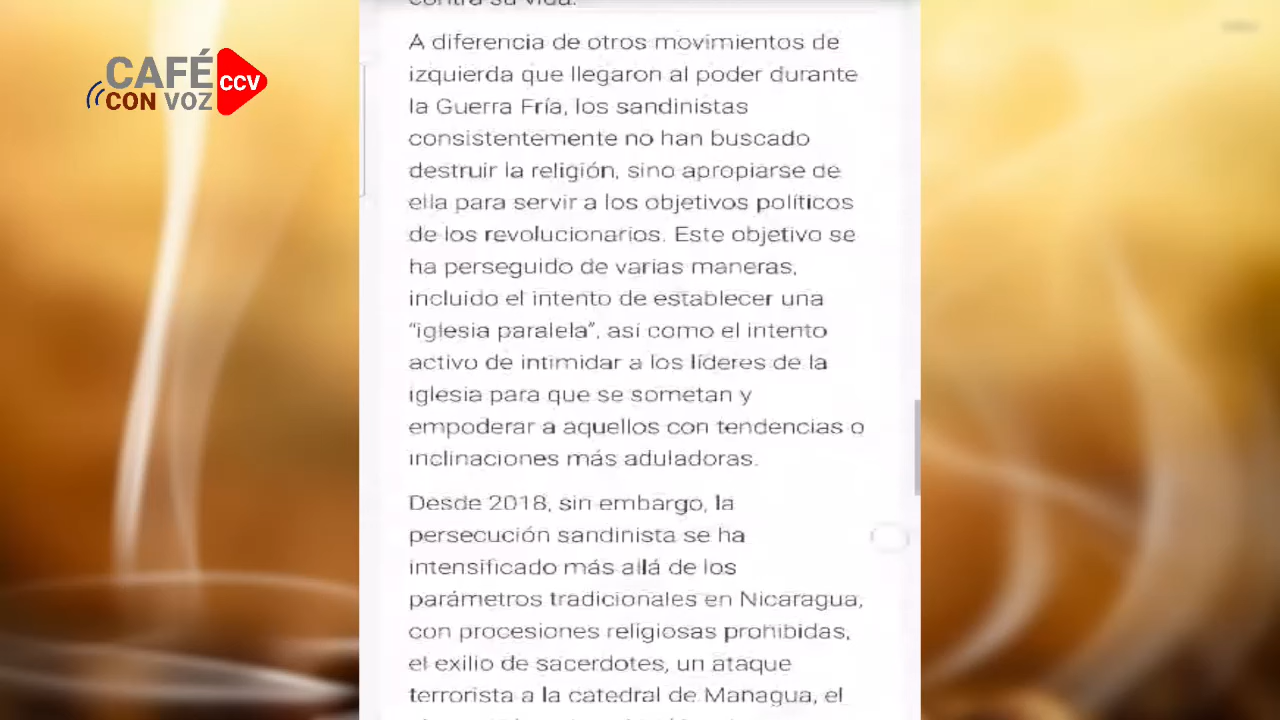 CAFÉ
CON VOZ
CCV
contra su vida.
A diferencia de otros movimientos de
izquierda que llegaron al poder durante
la Guerra Fría, los sandinistas
consistentemente no han buscado
destruir la religión, sino apropiarse de
ella para servir a los objetivos políticos
de los revolucionarios. Este objetivo se
ha perseguido de varias maneras,
incluido el intento de establecer una
“iglesia paralela”, así como el intento
activo de intimidar a los líderes de la
iglesia para que se sometan y
empoderar a aquellos con tendencias o
inclinaciones más aduladoras.
Desde 2018, sin embargo, la
persecución sandinista se ha
intensificado más allá de los
parámetros tradicionales en Nicaragua,
con procesiones religiosas prohibidas,
el exilio de sacerdotes, un ataque
terrorista a la catedral de Managua, el